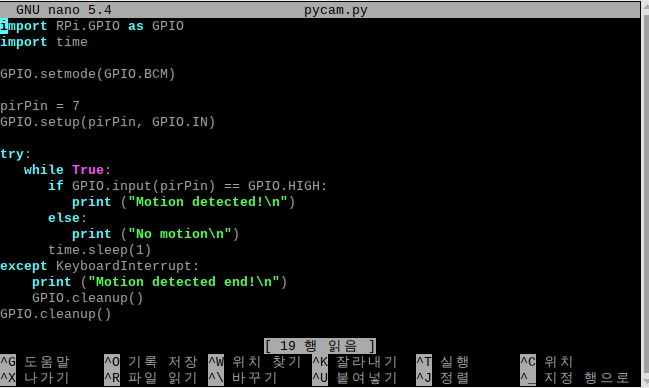 GNU nano 5.4 pycam.py
import RPi.GPIO as GPIO
import time
GPIO.setmode(GPIO.BCM)
pirPin = 7
GPIO.setup(pirPin, GPIO.IN)
try:
   while True:
      if GPIO.input(pirPin) == GPIO.HIGH:
         print ("Motion detected!\n")
      else:
         print ("No motion\n")
      time.sleep(1)
except KeyboardInterrupt:
    print ("Motion detected end!\n")
    GPIO.cleanup()
GPIO.cleanup()
[ 19 행 읽음 ]
^G 도움말 ^O 기록 저장 ^W 위치 찾기 ^K 잘라내기 ^T 실행 ^C 위치
^X 나가기 ^R 파일 읽기 ^\ 바꾸기 ^U 붙여넣기 ^J 정렬 ^_ 지정 행으로